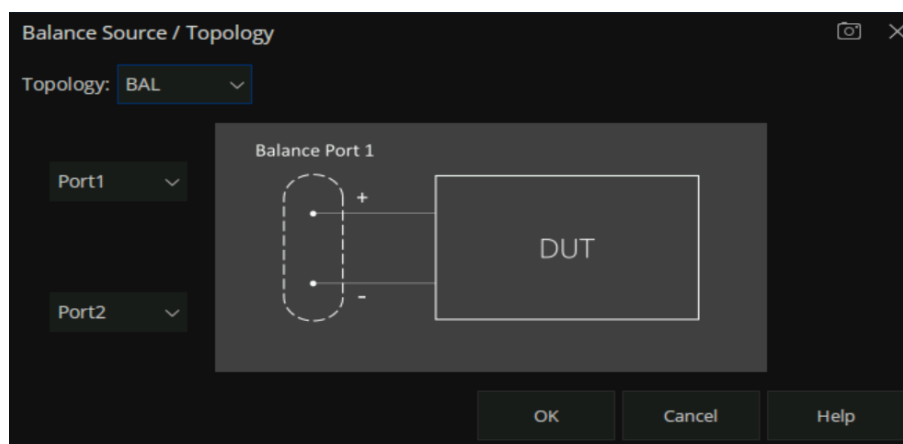 Balance Source / Topology
Topology: BAL
Balance Port 1
Port1
+
DUT
-
Port2
OK Cancel Help